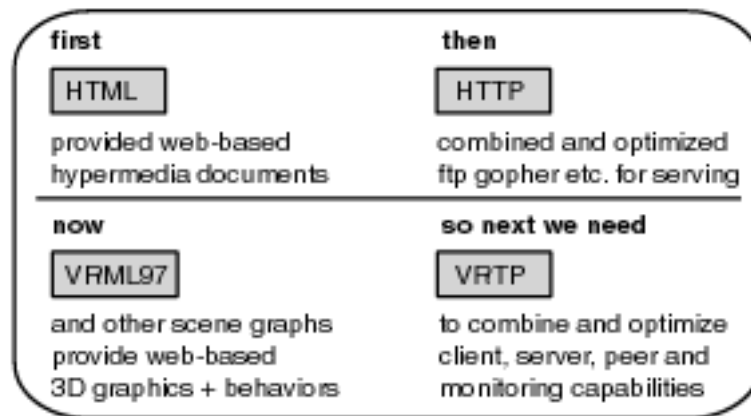 first
HTML
provided web-based
hypermedia documents
then
HTTP
combined and optimized
ftp gopher etc. for serving
now
VRML97
and other scene graphs
provide web-based
3D graphics + behaviors
so next we need
VRTP
to combine and optimize
client, server, peer and
monitoring capabilities